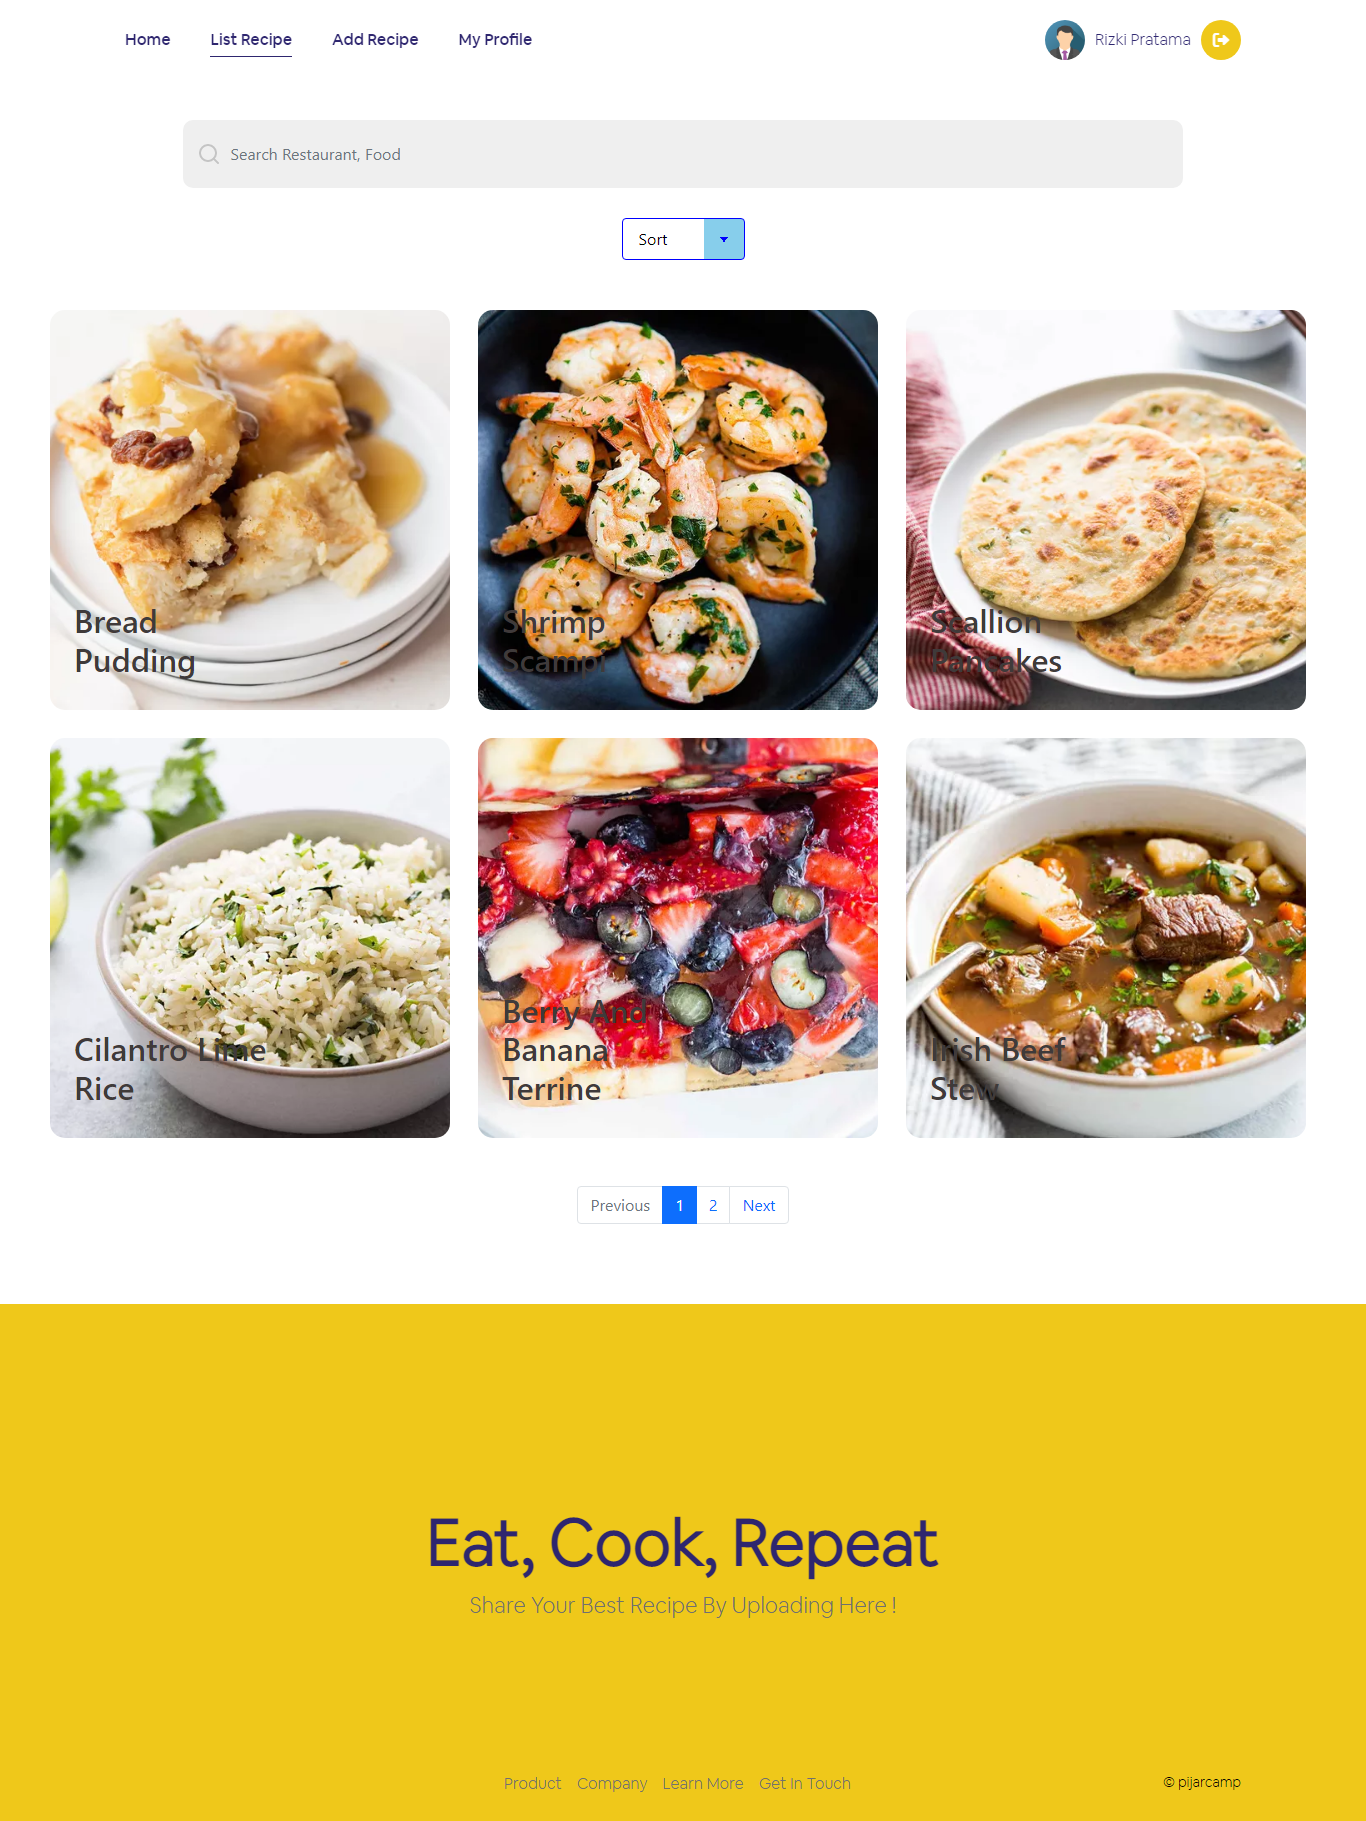 Home List Recipe Add Recipe My Profile Rizki Pratama
Search Restaurant, Food
Sort
Bread
Pudding
Shrimp
Scampi
Scallion
Pancakes
Cilantro Lime
Rice
Berry And
Banana
Terrine
Irish Beef
Stew
Previous 1 2 Next
Eat, Cook, Repeat
Share Your Best Recipe By Uploading Here !
Product Company Learn More Get In Touch © pijarcamp